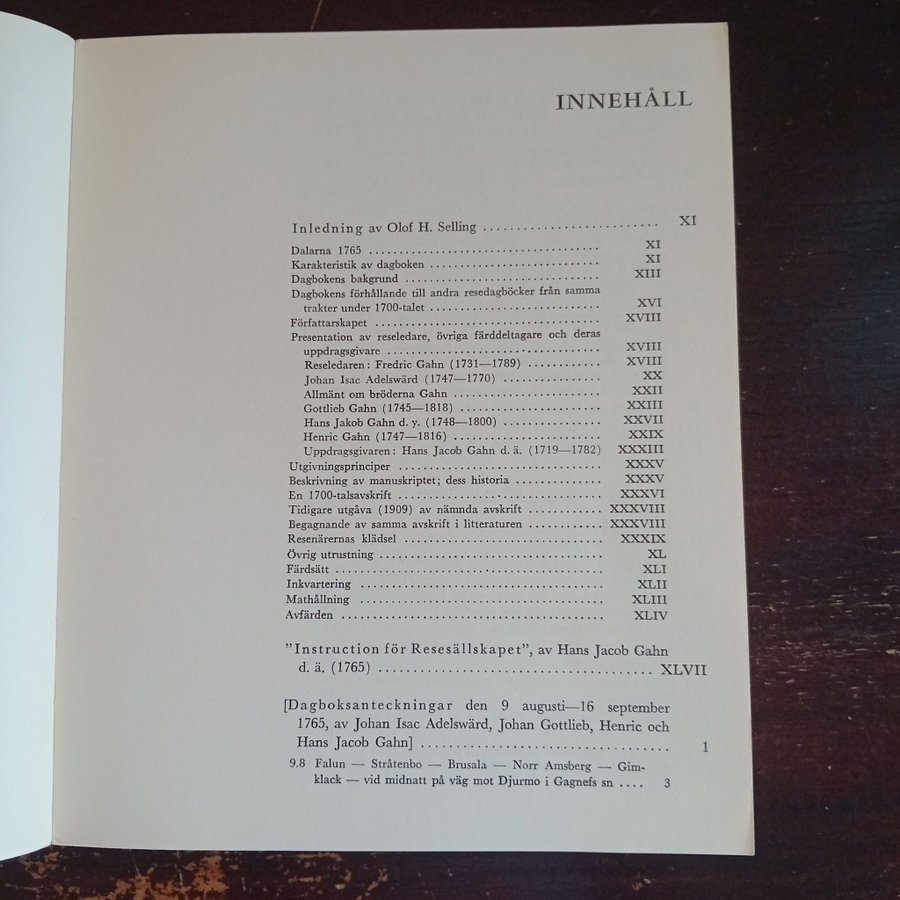 INNEHÅLL
Inledning av Olof H. Selling .......................... XI
Dalarna 1765 .............................. XI
Karakteristik av dagboken ...................... XI
Dagbokens bakgrund ......................... XIII
Dagbokens förhållande till andra resedagböcker från samma
trakter under 1700-talet ...................... XVI
Författarskapet ............................. XVIII
Presentation av reseledare, övriga färddeltagare och deras
uppdragsgivare ............................ XVIII
Reseledaren: Fredric Gahn (1731—1789) .......... XVIII
Johan Isac Adelswärd (1747—1770) ............. XX
Allmänt om bröderna Gahn .................... XXII
Gottlieb Gahn (1745—1818) ................... XXIII
Hans Jakob Gahn d. y. (1748—1800) ............. XXVII
Henric Gahn (1747—1816) .................... XXIX
Uppdragsgivaren: Hans Jacob Gahn d. ä. (1719—1782) XXXIII
Utgivningsprinciper ........................... XXXV
Beskrivning av manuskriptet; dess historia ............ XXXV
En 1700-talsavskrift ........................... XXXVI
Tidigare utgåva (1909) av nämnda avskrift ............ XXXVIII
Begagnande av samma avskrift i litteraturen ............ XXXVIII
Resenärernas klädsel ........................... XXXIX
Övrig utrustning .............................. XL
Färdsätt .................................... XLI
Inkvartering ................................. XLII
Mathållning ................................. XLIII
Avfärden ................................... XLIV
”Instruction för Resesällskapet”, av Hans Jacob Gahn
d. ä. (1765) .................................... XLVII
[Dagboksanteckningar den 9 augusti—16 september
1765, av Johan Isac Adelswärd, Johan Gottlieb, Henric och
Hans Jacob Gahn] ................................. 1
9.8 Falun — Stråtenbo — Brusala — Norr Amsberg — Gim-
klack — vid midnatt på väg mot Djurmo i Gagnefs sn .... 3